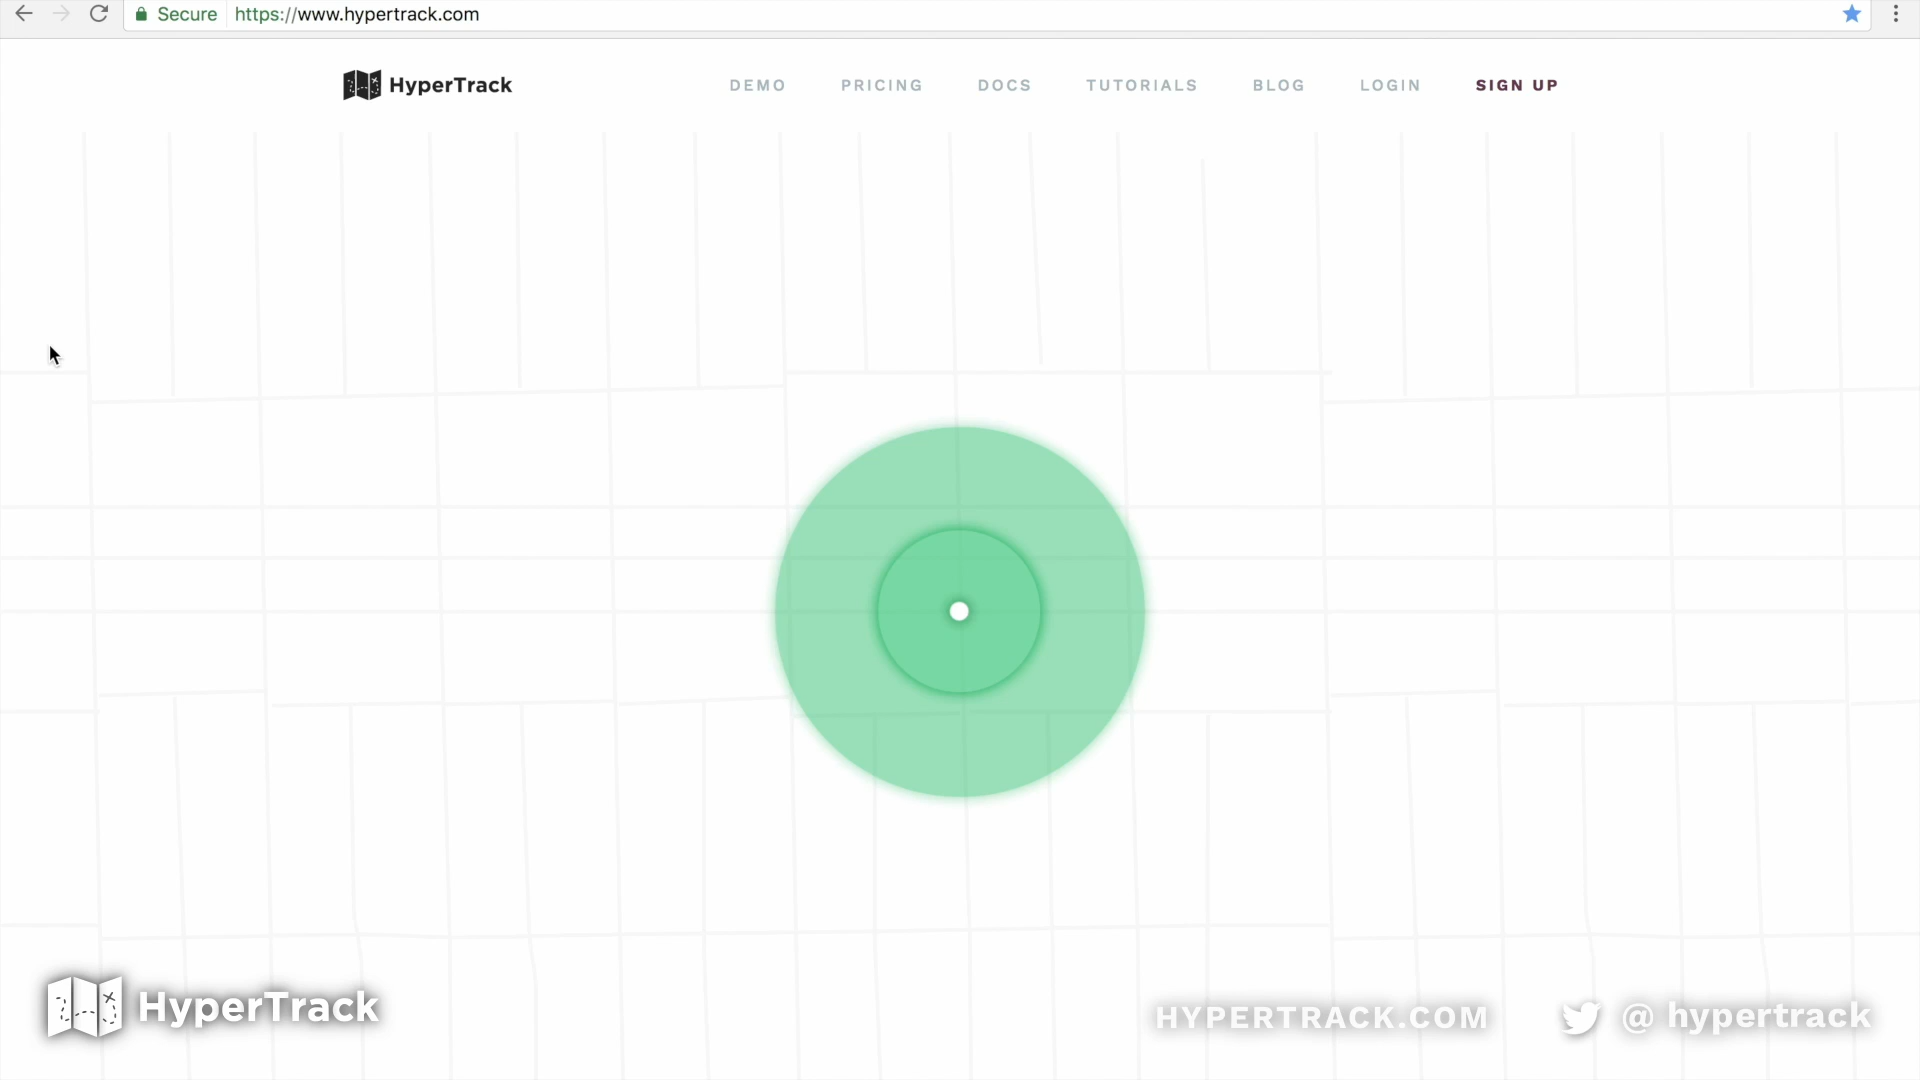 Secure https://www.hypertrack.com
HyperTrack DEMO PRICING DOCS TUTORIALS BLOG LOGIN SIGN UP
HyperTrack HYPERTRACK.COM @ hypertrack